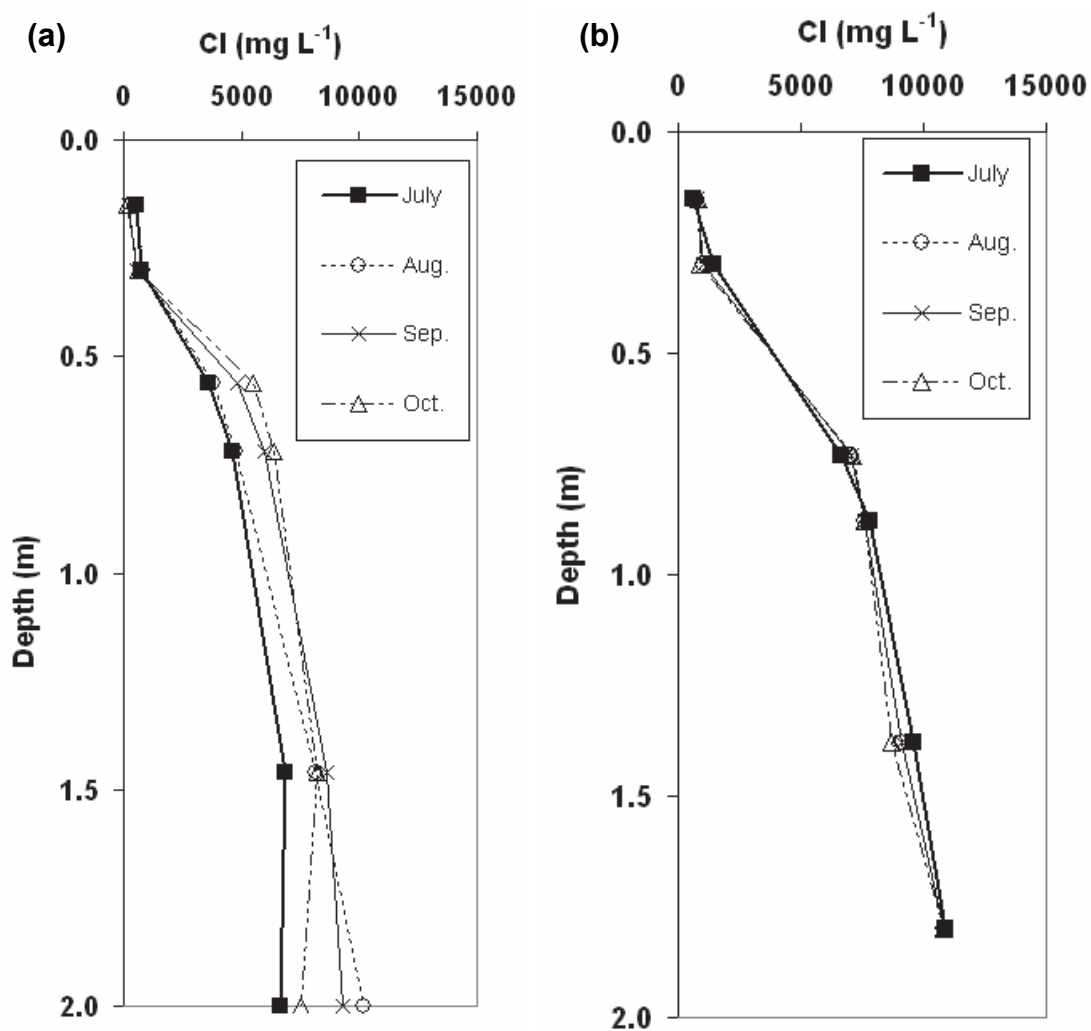 (a)
Cl (mg L⁻¹)
0 5000 10000 15000
0.0
0.5
1.0
1.5
2.0
Depth (m)
July
Aug.
Sep.
Oct.
(b)
Cl (mg L⁻¹)
0 5000 10000 15000
0.0
0.5
1.0
1.5
2.0
Depth (m)
July
Aug.
Sep.
Oct.